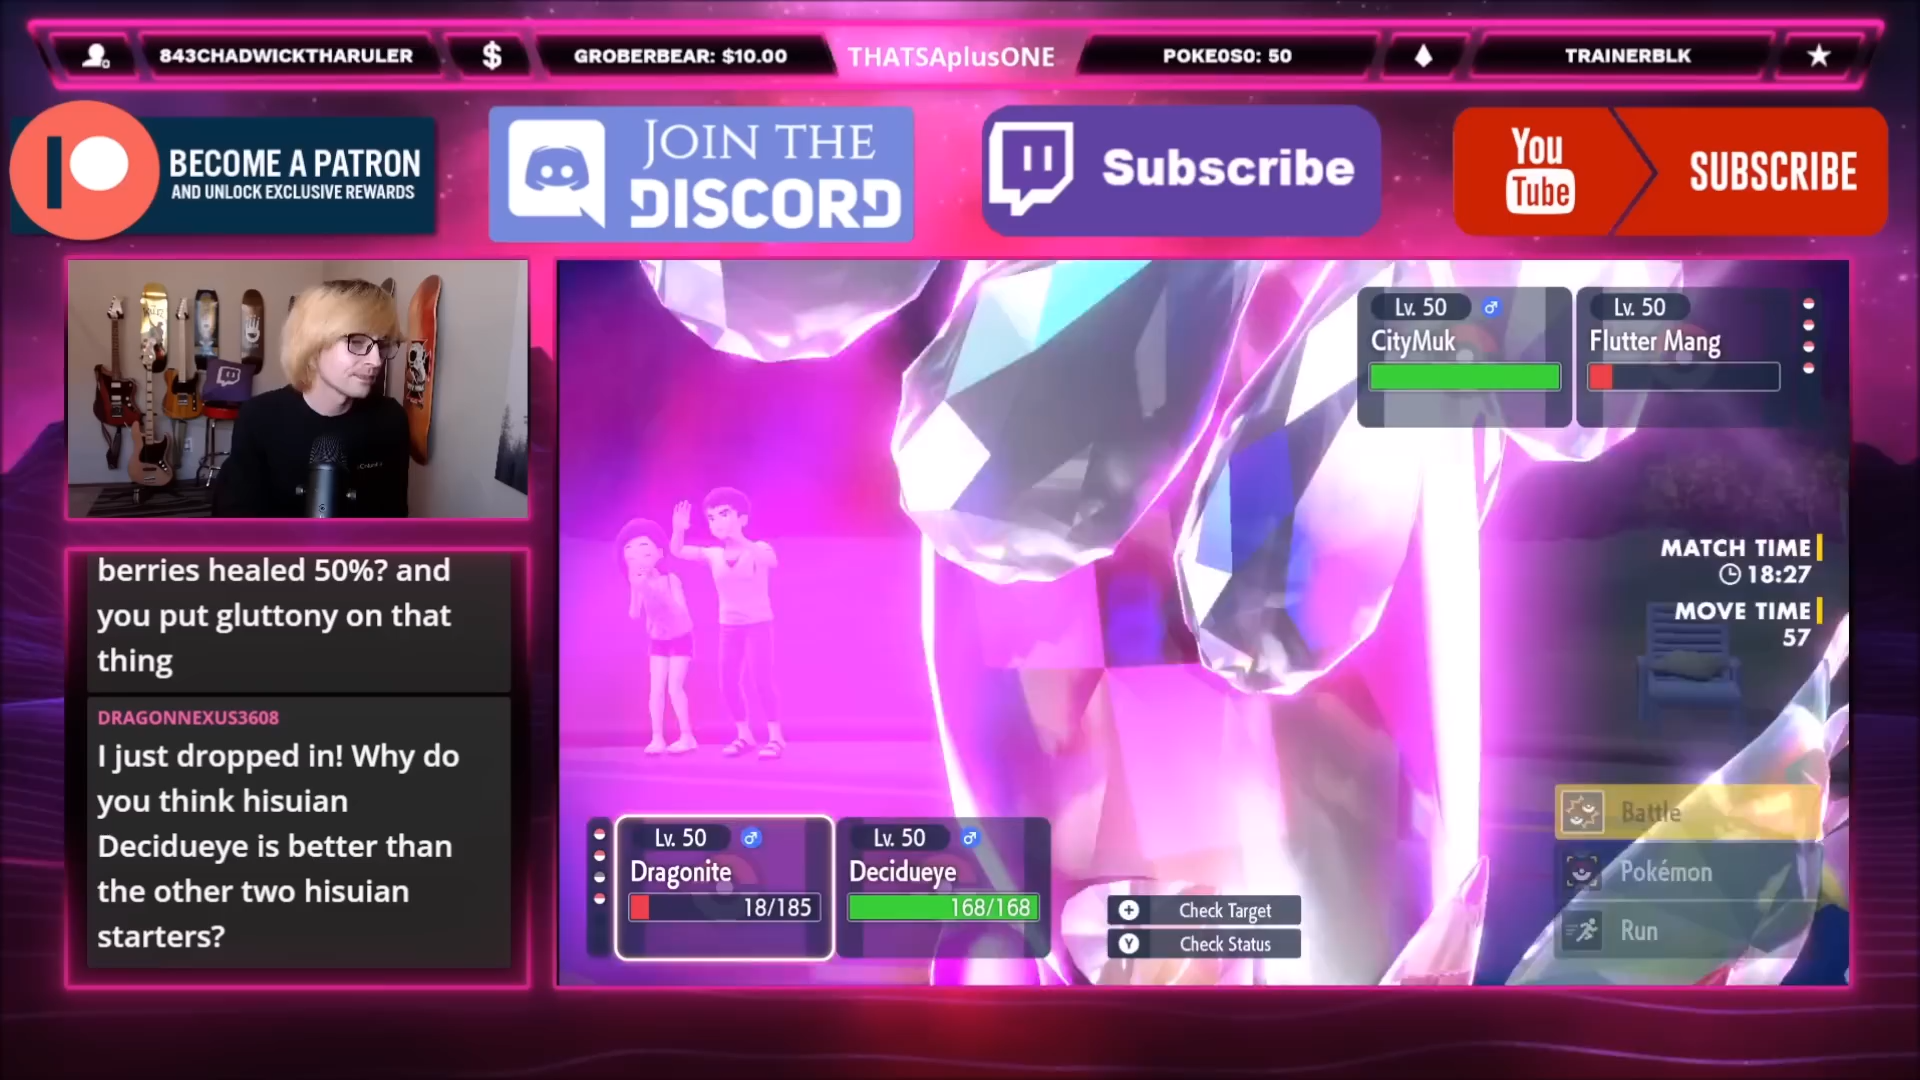 843CHADWICKTHARULER
$
GROBERBEAR: $10.00
THATSAplusONE
POKE0S0: 50
TRAINERBLK
BECOME A PATRON
AND UNLOCK EXCLUSIVE REWARDS
JOIN THE
DISCORD
Subscribe
You
Tube
SUBSCRIBE
berries healed 50%? and
you put gluttony on that
thing
DRAGONNEXUS3608
I just dropped in! Why do
you think hisuian
Decidueye is better than
the other two hisuian
starters?
Lv. 50 ♂
CityMuk
Lv. 50
Flutter Mang
MATCH TIME
18:27
MOVE TIME
57
Lv. 50 ♂
Dragonite
18/185
Lv. 50 ♂
Decidueye
168/168
+ Check Target
Y Check Status
Battle
Pokémon
Run